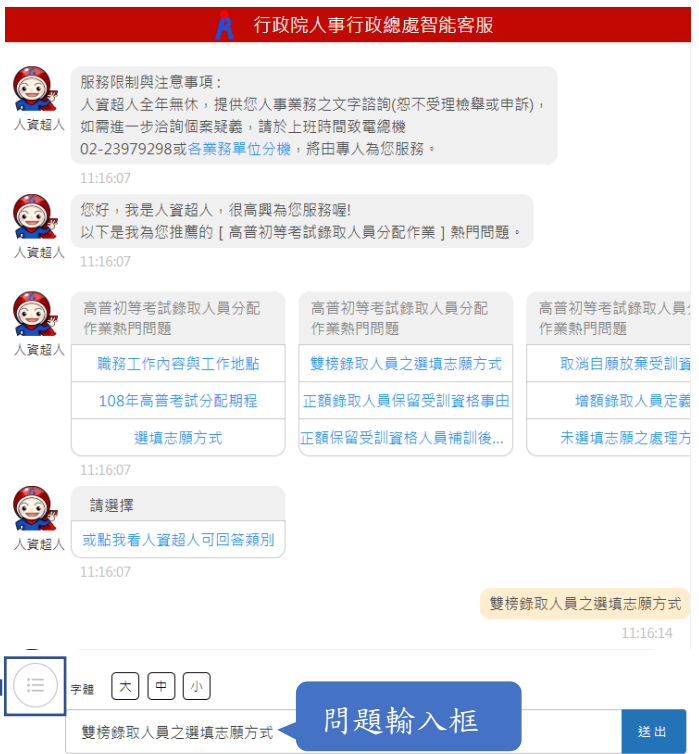 行政院人事行政總處智能客服
服務限制與注意事項：
人資超人全年無休，提供您人事業務之文字諮詢(恕不受理檢舉或申訴)，
如需進一步洽詢個案疑義，請於上班時間致電總機
02-23979298或各業務單位分機，將由專人為您服務。
人資超人
11:16:07
您好，我是人資超人，很高興為您服務喔!
以下是我為您推薦的 [ 高普初等考試錄取人員分配作業 ] 熱門問題。
人資超人
11:16:07
高普初等考試錄取人員分配
作業熱門問題
職務工作內容與工作地點
108年高普考試分配期程
選填志願方式
高普初等考試錄取人員分配
作業熱門問題
雙榜錄取人員之選填志願方式
正額錄取人員保留受訓資格事由
正額保留受訓資格人員補訓後...
高普初等考試錄取人員
作業熱門問題
取消自願放棄受訓資
增額錄取人員定義
未選填志願之處理方
人資超人
11:16:07
請選擇
或點我看人資超人可回答類別
人資超人
11:16:07
雙榜錄取人員之選填志願方式
11:16:14
字體 大 中 小
雙榜錄取人員之選填志願方式
問題輸入框
送出